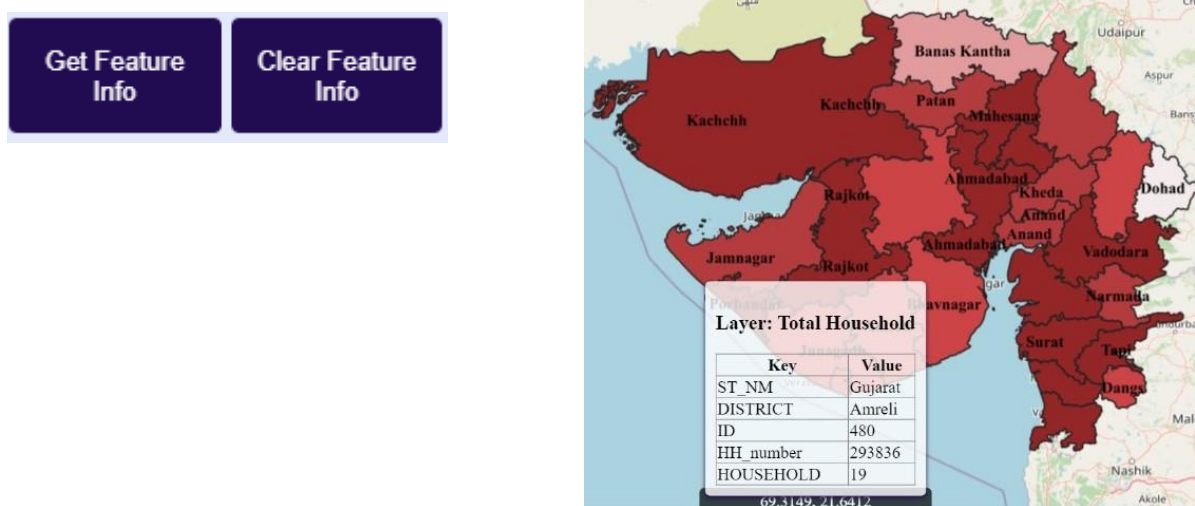 Get Feature
Info
Clear Feature
Info
Udaipur
Aspur
Banas Kantha
Kachchh
Patan
Kachchh
Mahesana
Ahmadabad
Dohad
Rajkot
Kheda
Anand
Anand
Ahmadabad
Vadodara
Jamnagar
Rajkot
Narmada
Surat
Tapi
Dangs
Nashik
Akole
Layer: Total Household
Key Value
ST_NM Gujarat
DISTRICT Amreli
ID 480
HH_number 293836
HOUSEHOLD 19
69.3149, 21.6412